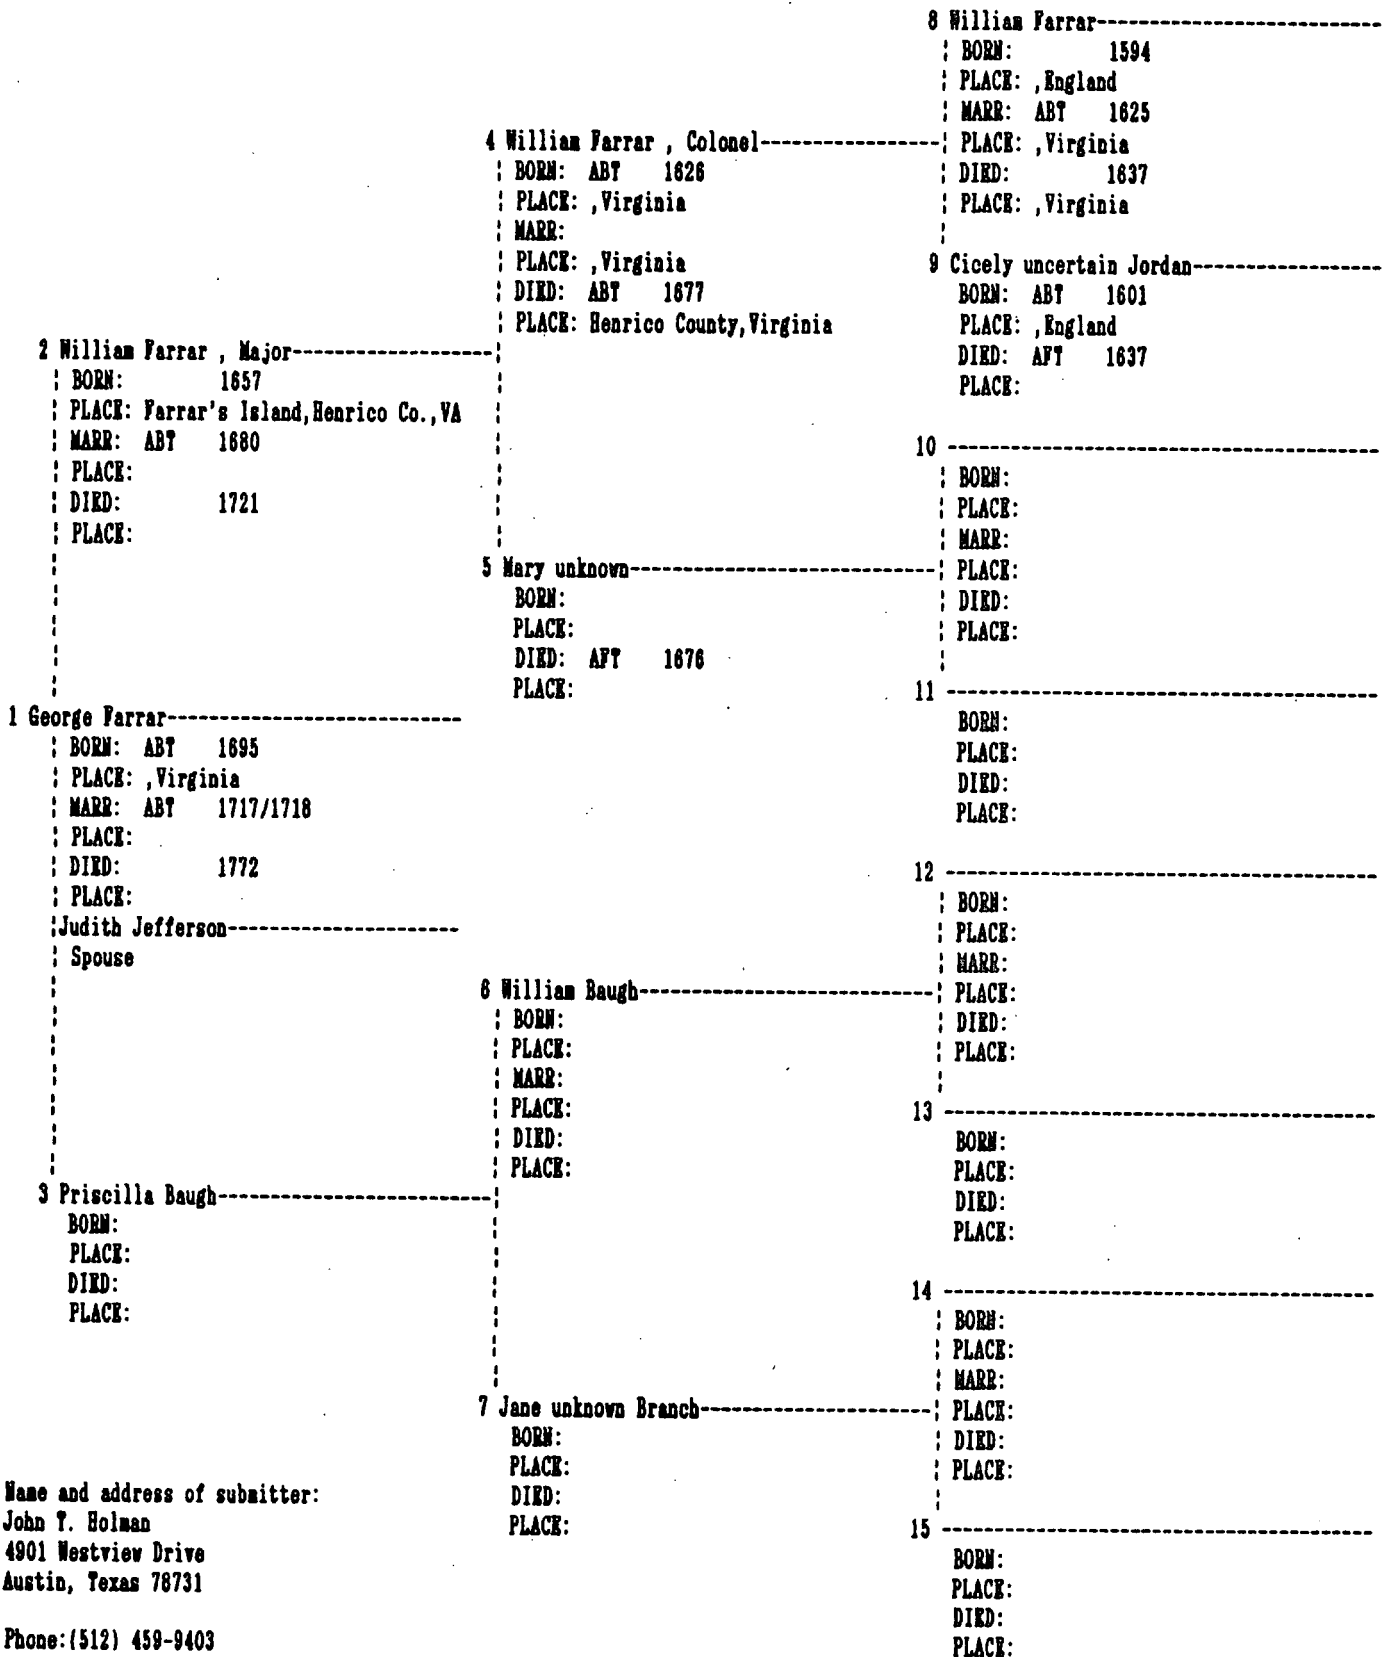 8 William Farrar--------------------------
¦ BORN: 1594
¦ PLACE: ,England
¦ MARR: ABT 1625
4 William Farrar , Colonel-----------------¦ PLACE: ,Virginia
¦ BORN: ABT 1626 ¦ DIED: 1637
¦ PLACE: ,Virginia ¦ PLACE: ,Virginia
¦ MARR: ¦
¦ PLACE: ,Virginia 9 Cicely uncertain Jordan------------------
¦ DIED: ABT 1677 BORN: ABT 1601
¦ PLACE: Henrico County,Virginia PLACE: ,England
2 William Farrar , Major-------------------¦ DIED: AFT 1637
¦ BORN: 1657 PLACE:
¦ PLACE: Farrar's Island,Henrico Co.,VA
¦ MARR: ABT 1680 10 ----------------------------------------
¦ PLACE: ¦ BORN:
¦ DIED: 1721 ¦ PLACE:
¦ PLACE: ¦ MARR:
5 Mary unknown-----------------------------¦ PLACE:
BORN: ¦ DIED:
PLACE: ¦ PLACE:
DIED: AFT 1676
PLACE: 11 ----------------------------------------
1 George Farrar---------------------------- BORN:
¦ BORN: ABT 1695 PLACE:
¦ PLACE: ,Virginia DIED:
¦ MARR: ABT 1717/1718 PLACE:
¦ PLACE:
¦ DIED: 1772 12 ----------------------------------------
¦ PLACE: ¦ BORN:
¦Judith Jefferson---------------------- ¦ PLACE:
¦ Spouse ¦ MARR:
6 William Baugh----------------------------¦ PLACE:
¦ BORN: ¦ DIED:
¦ PLACE: ¦ PLACE:
¦ MARR:
¦ PLACE: 13 ----------------------------------------
¦ DIED: BORN:
¦ PLACE: PLACE:
3 Priscilla Baugh--------------------------¦ DIED:
BORN: PLACE:
PLACE:
DIED: 14 ----------------------------------------
PLACE: ¦ BORN:
¦ PLACE:
¦ MARR:
7 Jane unknown Branch----------------------¦ PLACE:
BORN: ¦ DIED:
PLACE: ¦ PLACE:
Name and address of submitter: DIED:
John T. Holman PLACE: 15 ----------------------------------------
4901 Westview Drive BORN:
Austin, Texas 78731 PLACE:
DIED:
Phone:(512) 459-9403 PLACE: